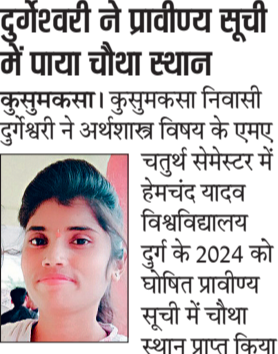 दुर्गेश्वरी ने प्रावीण्य सूची
में पाया चौथा स्थान
कुसुमकसा। कुसुमकसा निवासी
दुर्गेश्वरी ने अर्थशास्त्र विषय के एमए
चतुर्थ सेमेस्टर में
हेमचंद यादव
विश्वविद्यालय
दुर्ग के 2024 को
घोषित प्रावीण्य
सूची में चौथा
स्थान प्राप्त किया